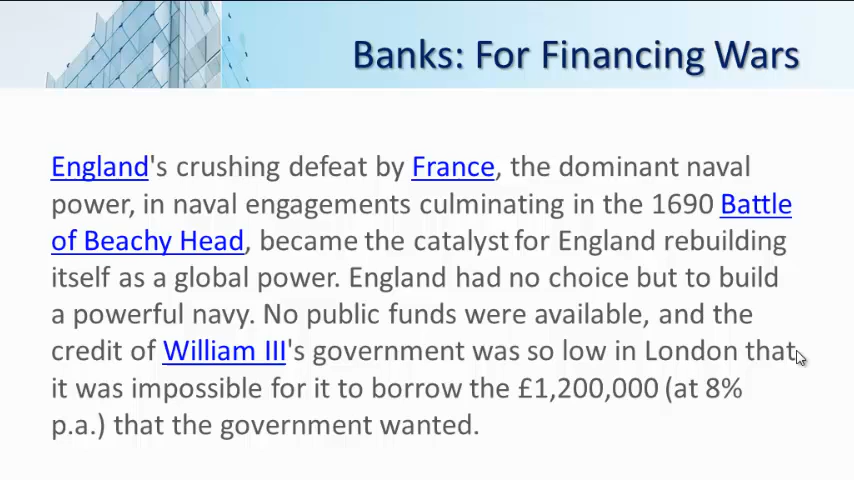 Banks: For Financing Wars
England's crushing defeat by France, the dominant naval
power, in naval engagements culminating in the 1690 Battle
of Beachy Head, became the catalyst for England rebuilding
itself as a global power. England had no choice but to build
a powerful navy. No public funds were available, and the
credit of William III's government was so low in London that
it was impossible for it to borrow the £1,200,000 (at 8%
p.a.) that the government wanted.